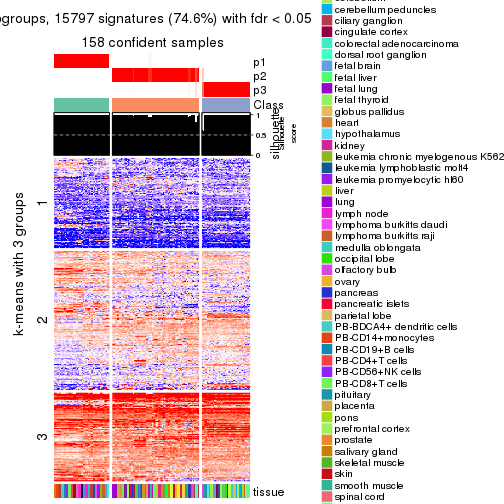 ogroups, 15797 signatures (74.6%) with fdr < 0.05
158 confident samples
p1
p2
p3
Class
1
0.5
0
silhouette
score
k-means with 3 groups
1
2
3
tissue
cerebellum peduncles
ciliary ganglion
cingulate cortex
colorectal adenocarcinoma
dorsal root ganglion
fetal brain
fetal liver
fetal lung
fetal thyroid
globus pallidus
heart
hypothalamus
kidney
leukemia chronic myelogenous K562
leukemia lymphoblastic molt4
leukemia promyelocytic hl60
liver
lung
lymph node
lymphoma burkitts daudi
lymphoma burkitts raji
medulla oblongata
occipital lobe
olfactory bulb
ovary
pancreas
pancreatic islets
parietal lobe
PB-BDCA4+ dendritic cells
PB-CD14+monocytes
PB-CD19+B cells
PB-CD4+T cells
PB-CD56+NK cells
PB-CD8+T cells
pituitary
placenta
pons
prefrontal cortex
prostate
salivary gland
skeletal muscle
skin
smooth muscle
spinal cord